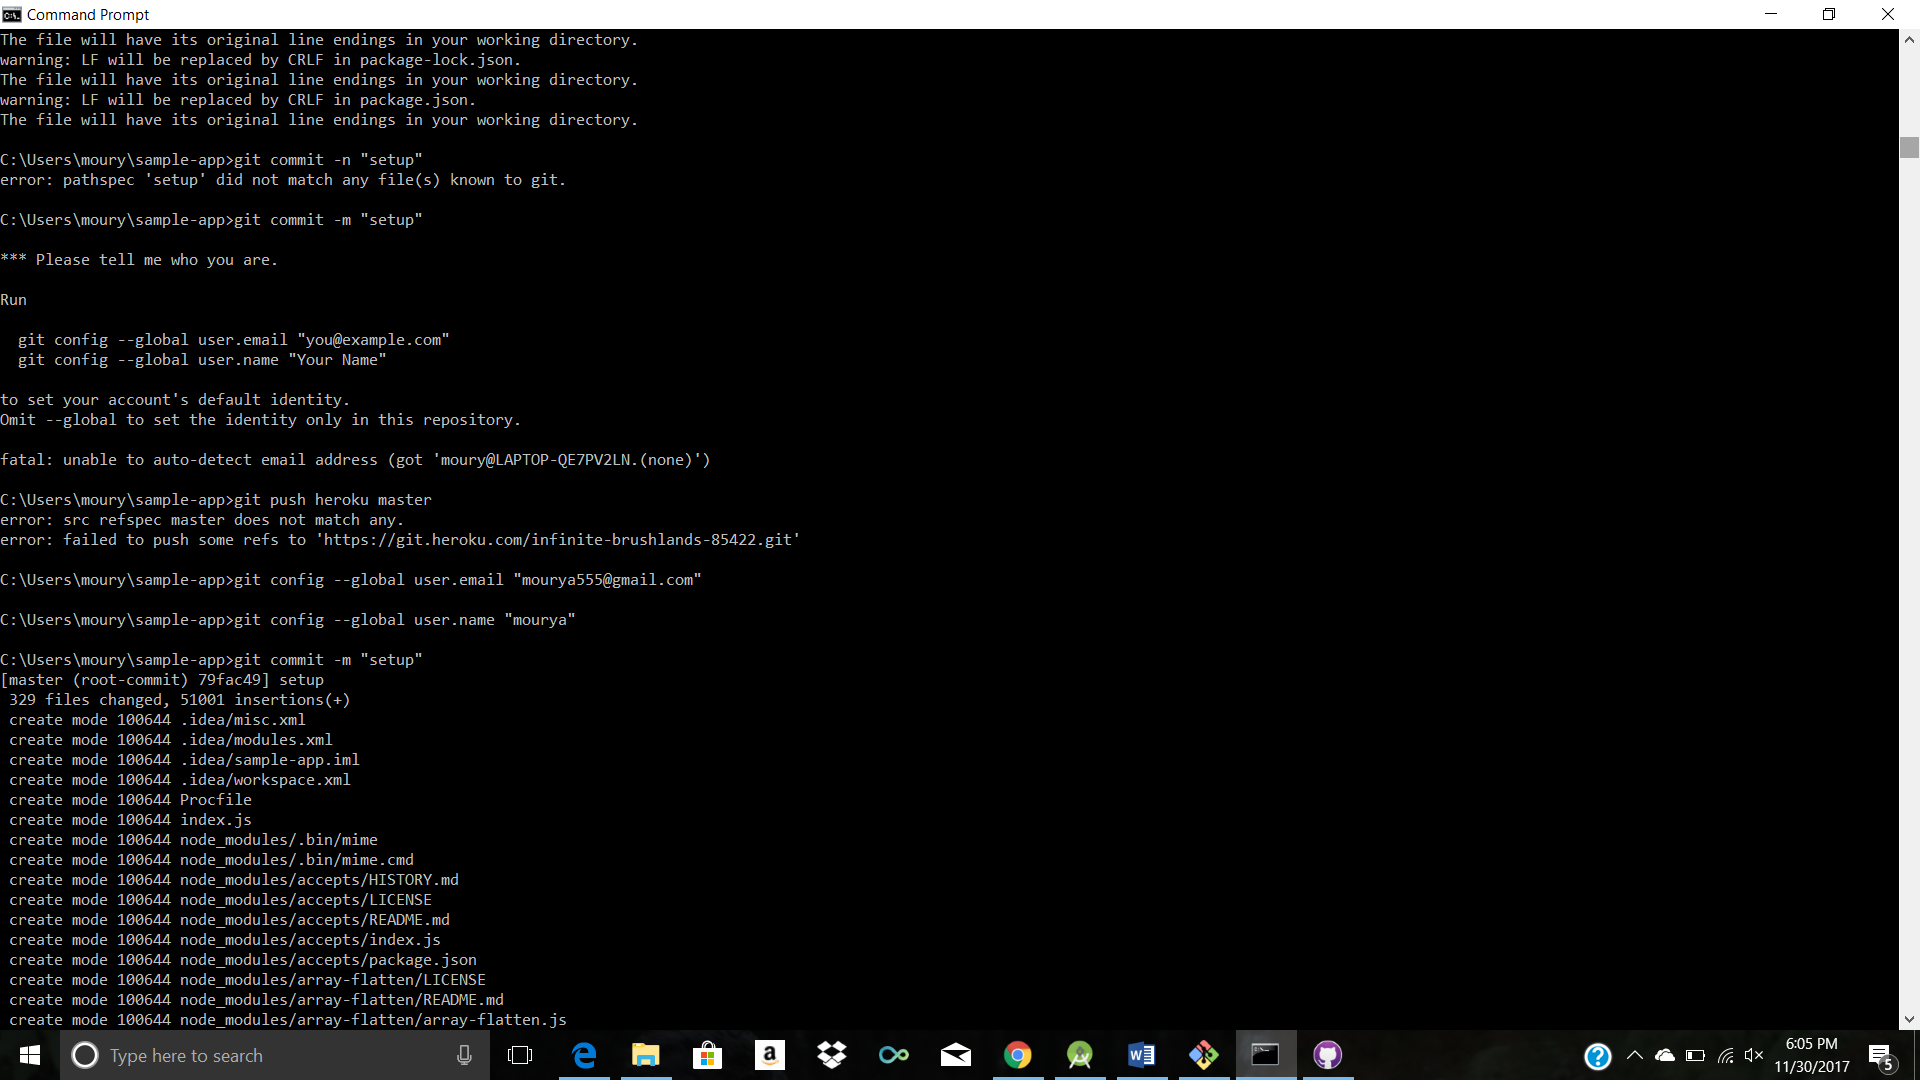 Command Prompt
The file will have its original line endings in your working directory.
warning: LF will be replaced by CRLF in package-lock.json.
The file will have its original line endings in your working directory.
warning: LF will be replaced by CRLF in package.json.
The file will have its original line endings in your working directory.
C:\Users\moury\sample-app>git commit -n "setup"
error: pathspec 'setup' did not match any file(s) known to git.
C:\Users\moury\sample-app>git commit -m "setup"
*** Please tell me who you are.
Run
git config --global user.email "you@example.com"
git config --global user.name "Your Name"
to set your account's default identity.
Omit --global to set the identity only in this repository.
fatal: unable to auto-detect email address (got 'moury@LAPTOP-QE7PV2LN.(none)')
C:\Users\moury\sample-app>git push heroku master
error: src refspec master does not match any.
error: failed to push some refs to 'https://git.heroku.com/infinite-brushlands-85422.git'
C:\Users\moury\sample-app>git config --global user.email "mourya555@gmail.com"
C:\Users\moury\sample-app>git config --global user.name "mourya"
C:\Users\moury\sample-app>git commit -m "setup"
[master (root-commit) 79fac49] setup
329 files changed, 51001 insertions(+)
create mode 100644 .idea/misc.xml
create mode 100644 .idea/modules.xml
create mode 100644 .idea/sample-app.iml
create mode 100644 .idea/workspace.xml
create mode 100644 Procfile
create mode 100644 index.js
create mode 100644 node_modules/.bin/mime
create mode 100644 node_modules/.bin/mime.cmd
create mode 100644 node_modules/accepts/HISTORY.md
create mode 100644 node_modules/accepts/LICENSE
create mode 100644 node_modules/accepts/README.md
create mode 100644 node_modules/accepts/index.js
create mode 100644 node_modules/accepts/package.json
create mode 100644 node_modules/array-flatten/LICENSE
create mode 100644 node_modules/array-flatten/README.md
create mode 100644 node_modules/array-flatten/array-flatten.js
Type here to search
6:05 PM
11/30/2017
5